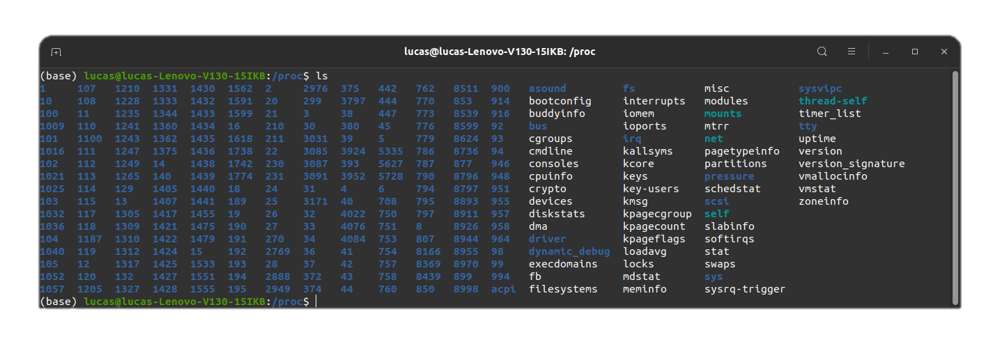 lucas@lucas-Lenovo-V130-15IKB: /proc
(base) lucas@lucas-Lenovo-V130-15IKB:/proc$ ls
1 107 1210 1331 1430 1562 2 2976 375 442 762 8511 900 asound fs misc sysvipc
10 108 1228 1333 1432 1591 20 299 3797 444 770 853 914 bootconfig interrupts modules thread-self
100 11 1235 1344 1433 1599 21 3 38 447 773 8539 916 buddyinfo iomem mounts timer_list
1009 110 1241 1360 1434 16 210 30 380 45 776 8599 92 bus ioports mtrr tty
101 1100 1243 1362 1435 1618 211 3031 39 5 779 8624 93 cgroups irq net uptime
1016 111 1247 1375 1436 1738 22 3085 3924 5335 786 8736 94 cmdline kallsyms pagetypeinfo version
102 112 1249 14 1438 1742 230 3087 393 5627 787 877 946 consoles kcore partitions version_signature
1021 113 1265 140 1439 1774 231 3091 3952 5728 790 8796 948 cpuinfo keys pressure vmallocinfo
1025 114 129 1405 1440 18 24 31 4 6 794 8797 951 crypto key-users schedstat vmstat
103 115 13 1407 1441 189 25 3171 40 708 795 8893 955 devices kmsg scsi zoneinfo
1032 117 1305 1417 1455 19 26 32 4022 750 797 8911 957 diskstats kpagecgroup self
1036 118 1309 1421 1475 190 27 33 4076 751 8 8926 958 dma kpagecount slabinfo
104 1187 1310 1422 1479 191 270 34 4084 753 807 8944 964 driver kpageflags softirqs
1040 119 1312 1424 15 192 2769 36 41 754 8166 8955 98 dynamic_debug loadavg stat
105 12 1317 1425 1533 193 28 37 42 757 8369 8970 99 execdomains locks swaps
1052 120 132 1427 1551 194 2888 372 43 758 8439 899 994 fb mdstat sys
1057 1205 1327 1428 1555 195 2949 374 44 760 850 8998 acpi filesystems meminfo sysrq-trigger
(base) lucas@lucas-Lenovo-V130-15IKB:/proc$